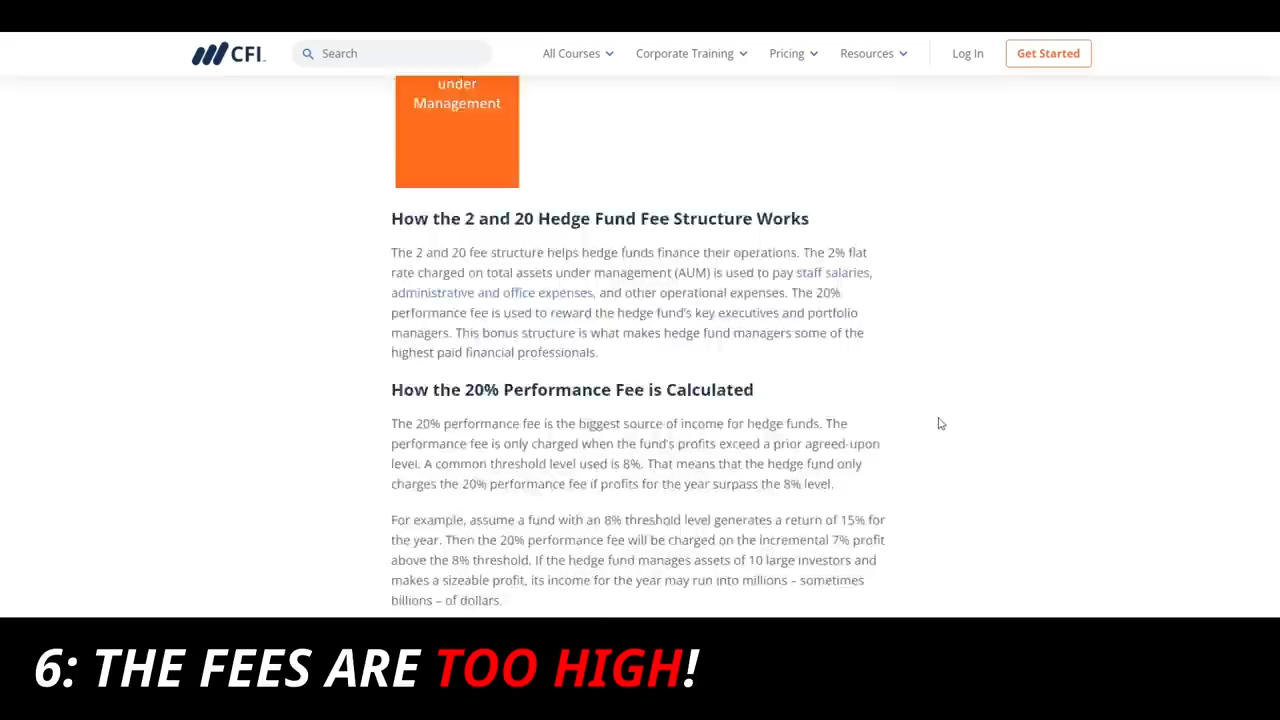 CFI
Search
All Courses
Corporate Training
Pricing
Resources
Log In
Get Started
under
Management
How the 2 and 20 Hedge Fund Fee Structure Works
The 2 and 20 fee structure helps hedge funds finance their operations. The 2% flat
rate charged on total assets under management (AUM) is used to pay staff salaries,
administrative and office expenses, and other operational expenses. The 20%
performance fee is used to reward the hedge fund's key executives and portfolio
managers. This bonus structure is what makes hedge fund managers some of the
highest paid financial professionals.
How the 20% Performance Fee is Calculated
The 20% performance fee is the biggest source of income for hedge funds. The
performance fee is only charged when the fund's profits exceed a prior agreed-upon
level. A common threshold level used is 8%. That means that the hedge fund only
charges the 20% performance fee if profits for the year surpass the 8% level.
For example, assume a fund with an 8% threshold level generates a return of 15% for
the year. Then the 20% performance fee will be charged on the incremental 7% profit
above the 8% threshold. If the hedge fund manages assets of 10 large investors and
makes a sizeable profit, its income for the year may run into millions – sometimes
billions – of dollars.
6: THE FEES ARE TOO HIGH!